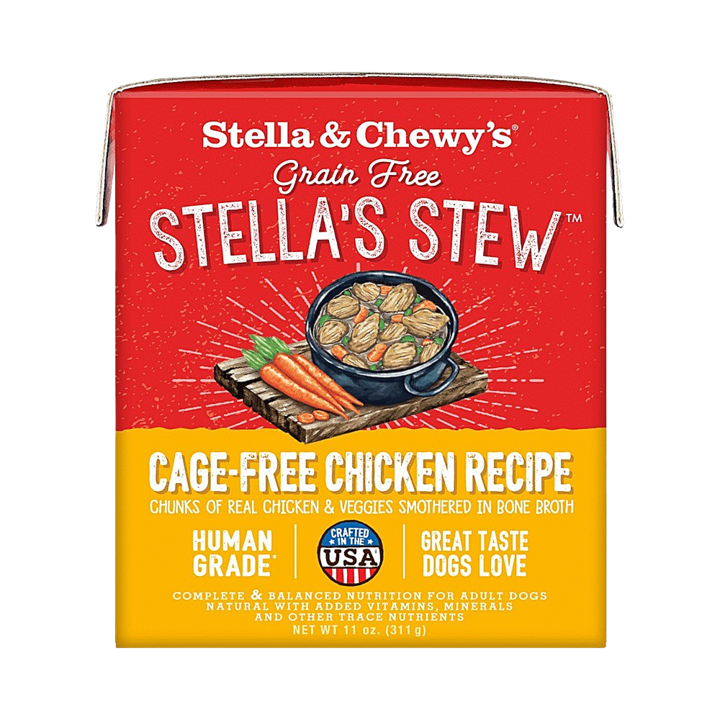 Stella & Chewy's®
Grain Free
STELLA'S STEW™
CAGE-FREE CHICKEN RECIPE
CHUNKS OF REAL CHICKEN & VEGGIES SMOTHERED IN BONE BROTH
HUMAN
GRADE*
CRAFTED
IN THE
USA
GREAT TASTE
DOGS LOVE
COMPLETE & BALANCED NUTRITION FOR ADULT DOGS
NATURAL WITH ADDED VITAMINS, MINERALS
AND OTHER TRACE NUTRIENTS
NET WT 11 oz. (311 g)